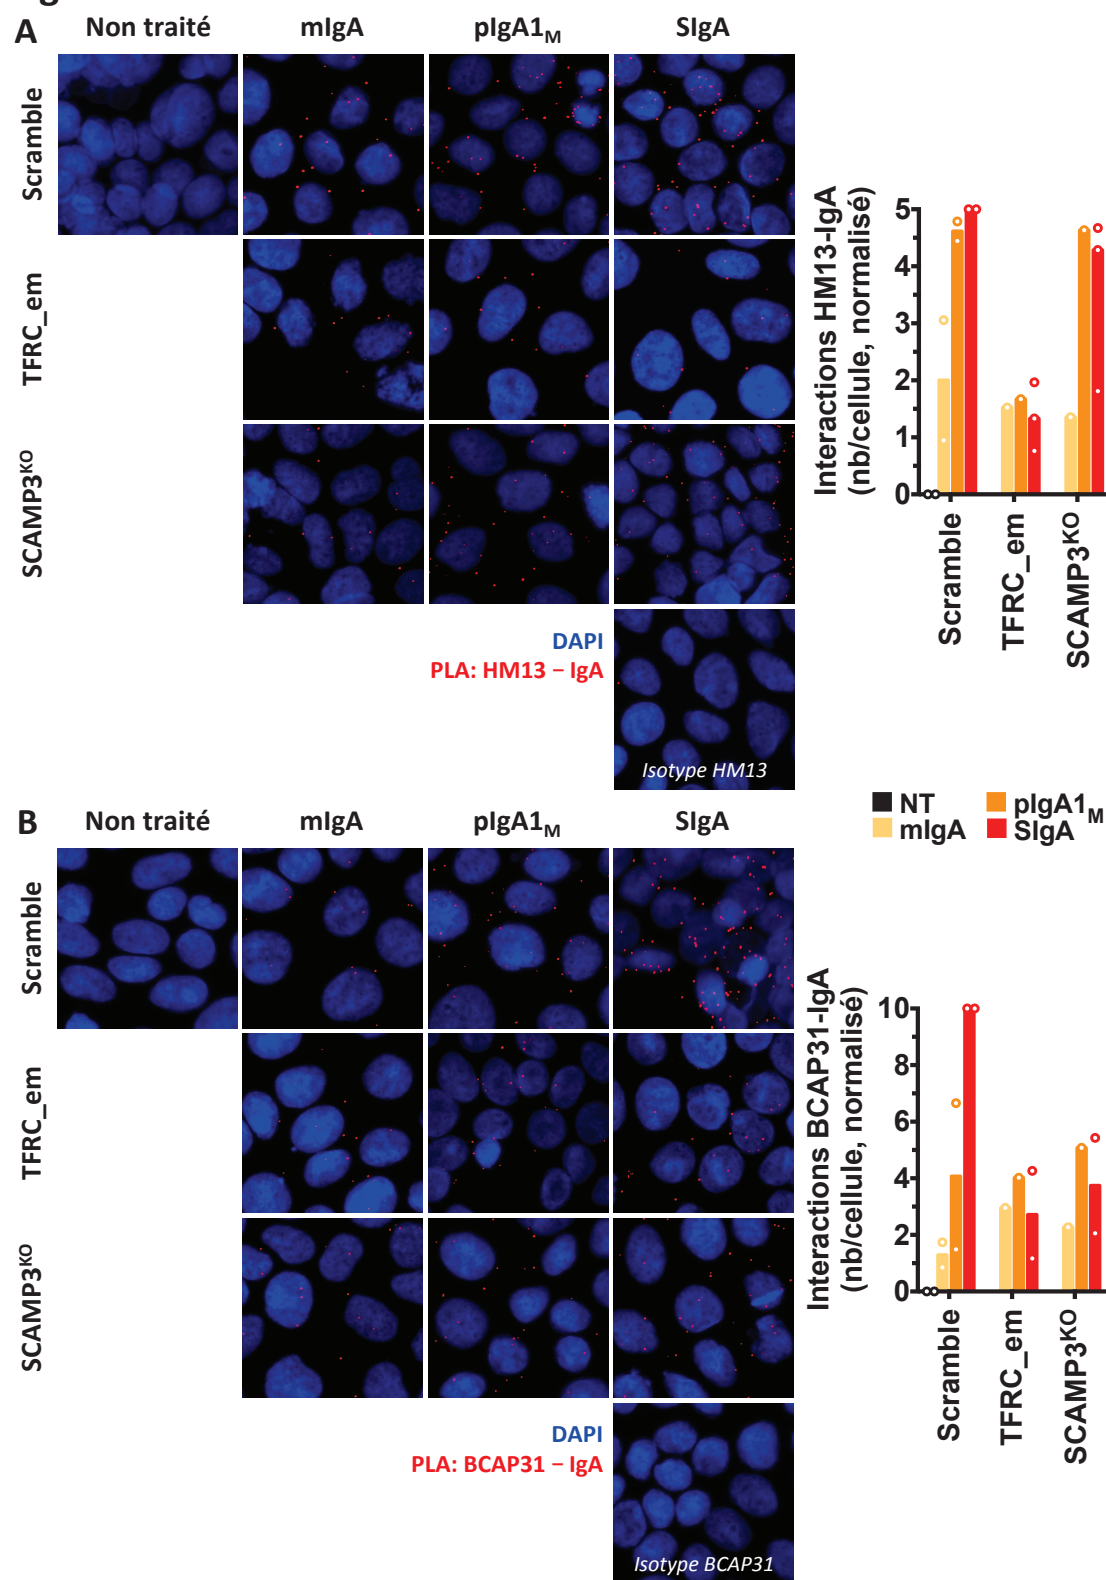 A
Non traité mIgA pIgA1M SIgA
Scramble
TFRC_em
SCAMP3KO
DAPI
PLA: HM13 – IgA
Isotype HM13
Interactions HM13-IgA
(nb/cellule, normalisé)
5
4
3
2
1
0
Scramble
TFRC_em
SCAMP3KO
NT
mIgA
pIgA1M
SIgA
B
Non traité mIgA pIgA1M SIgA
Scramble
TFRC_em
SCAMP3KO
DAPI
PLA: BCAP31 – IgA
Isotype BCAP31
Interactions BCAP31-IgA
(nb/cellule, normalisé)
10
8
6
4
2
0
Scramble
TFRC_em
SCAMP3KO